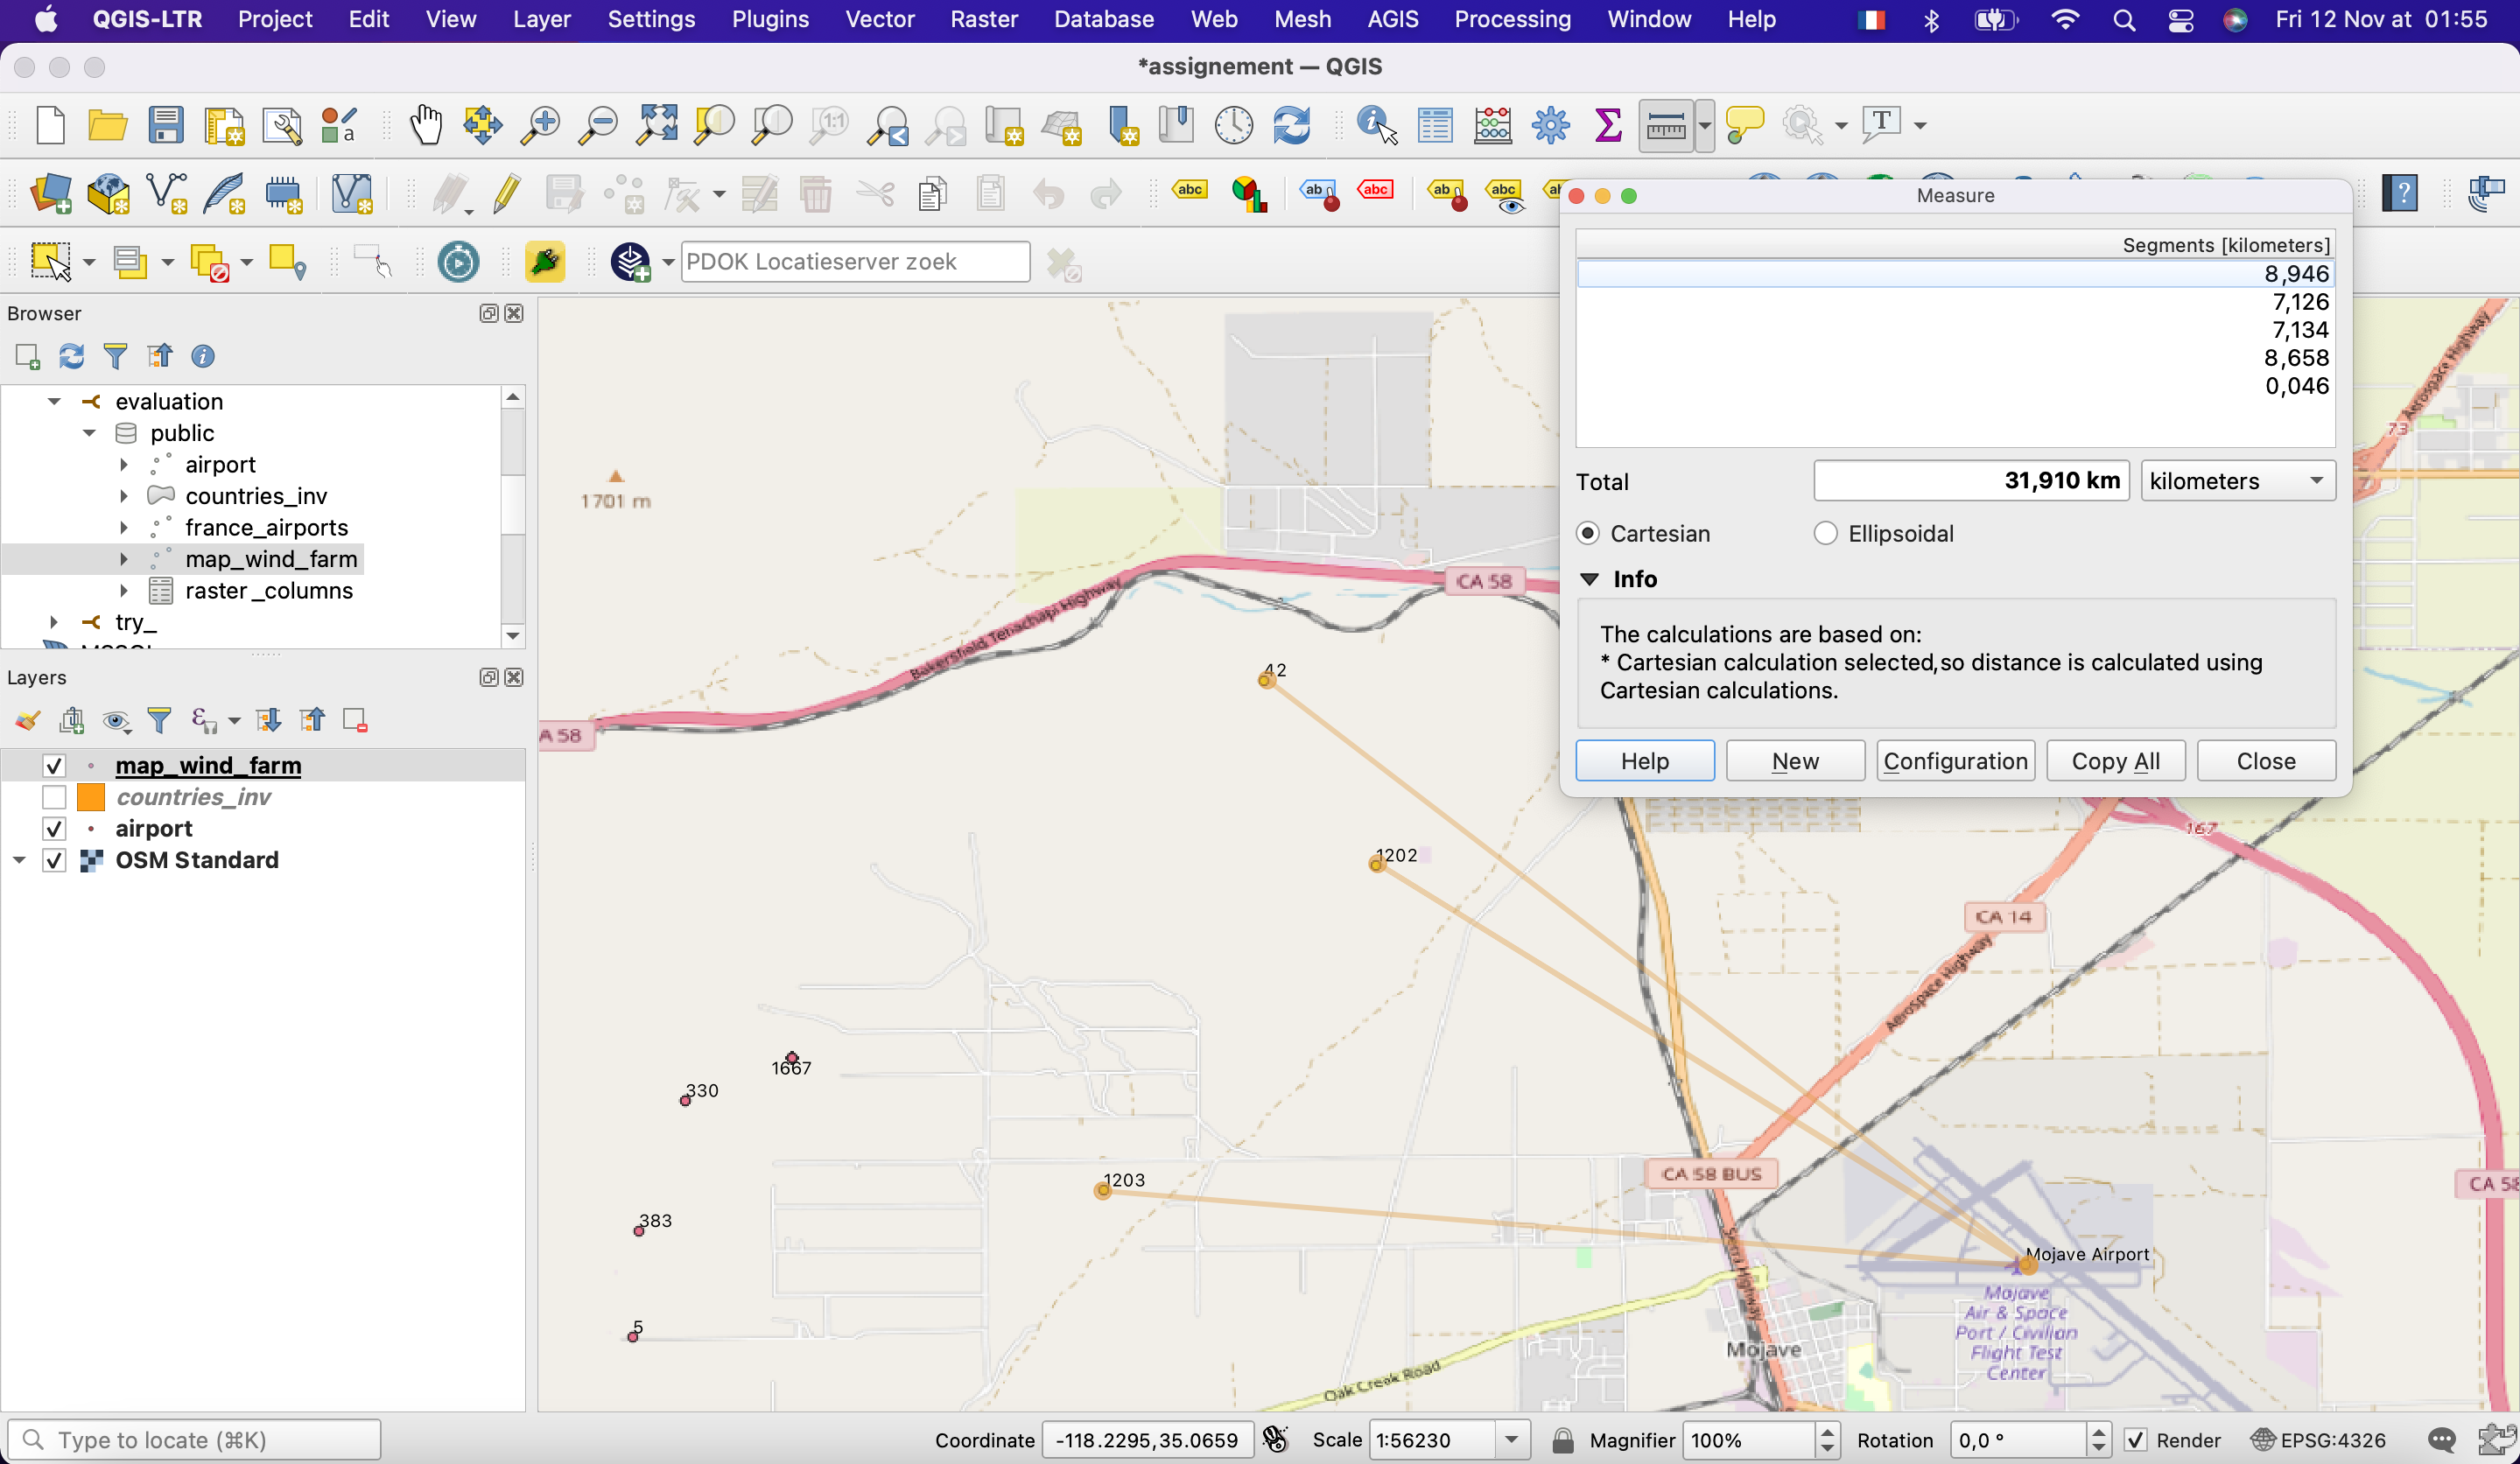 QGIS-LTR Project Edit View Layer Settings Plugins Vector Raster Database Web Mesh AGIS Processing Window Help Fri 12 Nov at 01:55
*assignement — QGIS
1:1
a
T
abc
ab
abc
ab
abc
PDOK Locatieserver zoek
Browser
evaluation
public
airport
countries_inv
france_airports
map_wind_farm
raster_columns
try_
Layers
map_wind_farm
countries_inv
airport
OSM Standard
Measure
Segments [kilometers]
8,946
7,126
7,134
8,658
0,046
Total 31,910 km kilometers
Cartesian Ellipsoidal
Info
The calculations are based on:
* Cartesian calculation selected,so distance is calculated using
Cartesian calculations.
Help New Configuration Copy All Close
Aerospace Highway
73
1701 m
CA 58
Bakersfield Tehachapi Highway
42
A 58
167
1202
CA 14
Aerospace Highway
1667
330
CA 58 BUS
1203
CA 58
383
Sierra Highway
Mojave Airport
Mojave
Air & Space
Port / Civilian
Flight Test
Center
5
Mojave
Oak Creek Road
Type to locate (⌘K) Coordinate -118.2295,35.0659 Scale 1:56230 Magnifier 100% Rotation 0,0 ° Render EPSG:4326